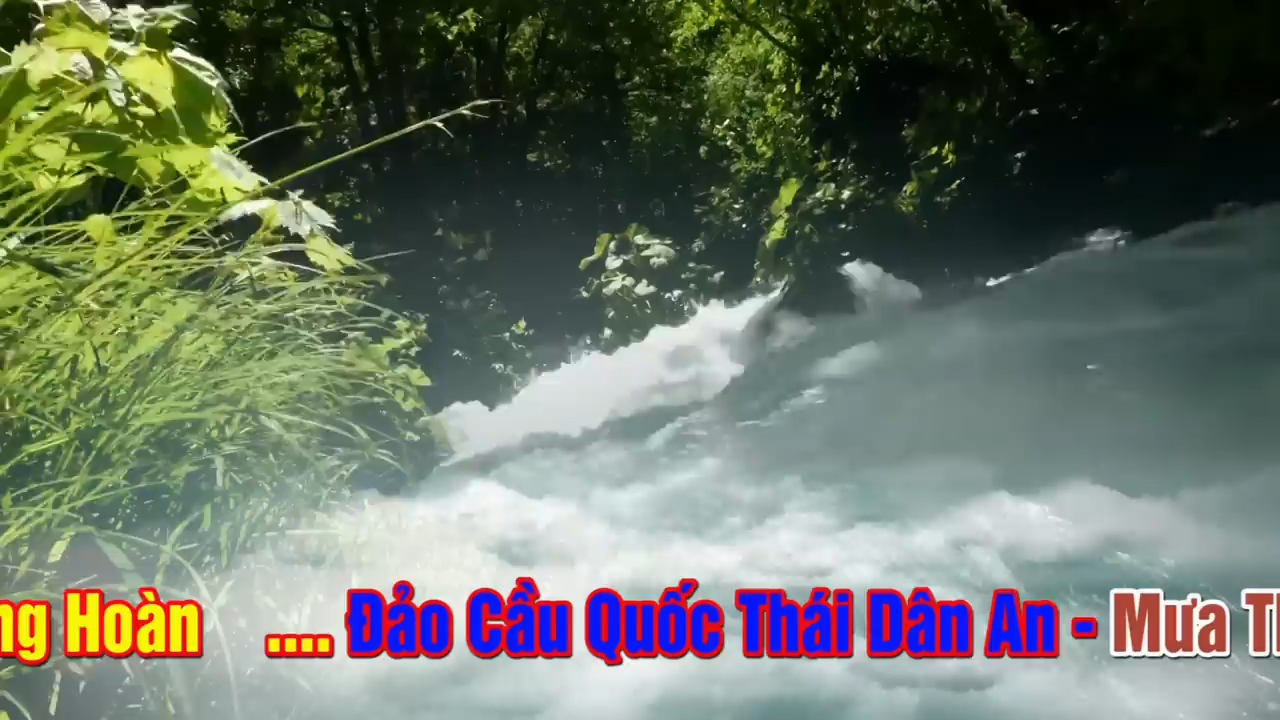 Hoàn .... Đảo Cầu Quốc Thái Dân An - Mưa